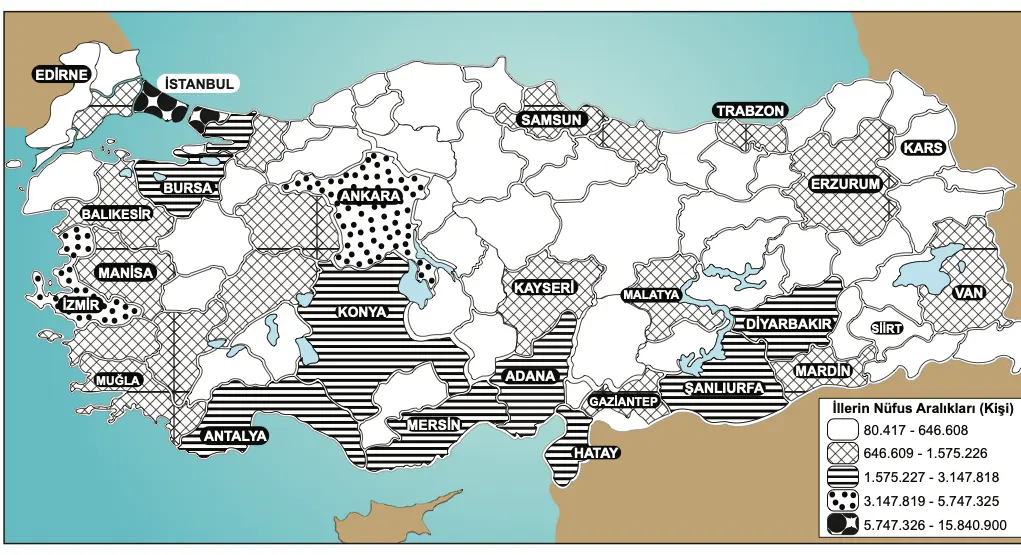 EDİRNE
İSTANBUL
SAMSUN
TRABZON
KARS
BURSA
ANKARA
ERZURUM
BALIKESİR
MANİSA
KAYSERİ
MALATYA
VAN
İZMİR
KONYA
DİYARBAKIR
SİİRT
MUĞLA
ADANA
ŞANLIURFA
MARDİN
GAZİANTEP
ANTALYA
MERSİN
HATAY
İllerin Nüfus Aralıkları (Kişi)
80.417 - 646.608
646.609 - 1.575.226
1.575.227 - 3.147.818
3.147.819 - 5.747.325
5.747.326 - 15.840.900